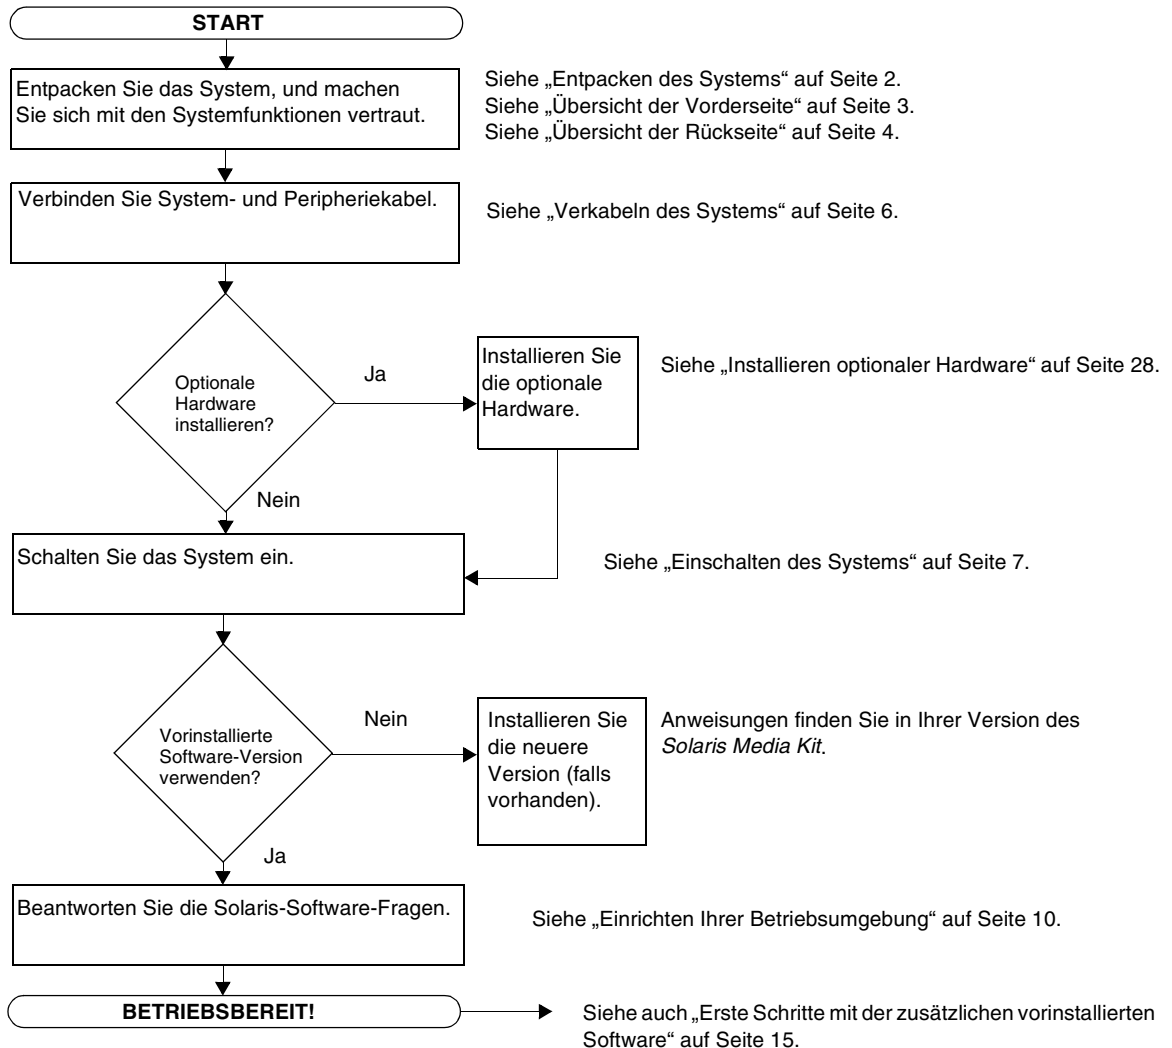 START
Entpacken Sie das System, und machen
Sie sich mit den Systemfunktionen vertraut.
Siehe „Entpacken des Systems“ auf Seite 2.
Siehe „Übersicht der Vorderseite“ auf Seite 3.
Siehe „Übersicht der Rückseite“ auf Seite 4.
Verbinden Sie System- und Peripheriekabel.
Siehe „Verkabeln des Systems“ auf Seite 6.
Optionale
Hardware
installieren?
Ja
Installieren Sie
die optionale
Hardware.
Siehe „Installieren optionaler Hardware“ auf Seite 28.
Nein
Schalten Sie das System ein.
Siehe „Einschalten des Systems“ auf Seite 7.
Vorinstallierte
Software-Version
verwenden?
Nein
Installieren Sie
die neuere
Version (falls
vorhanden).
Anweisungen finden Sie in Ihrer Version des
Solaris Media Kit.
Ja
Beantworten Sie die Solaris-Software-Fragen.
Siehe „Einrichten Ihrer Betriebsumgebung“ auf Seite 10.
BETRIEBSBEREIT!
Siehe auch „Erste Schritte mit der zusätzlichen vorinstallierten
Software“ auf Seite 15.